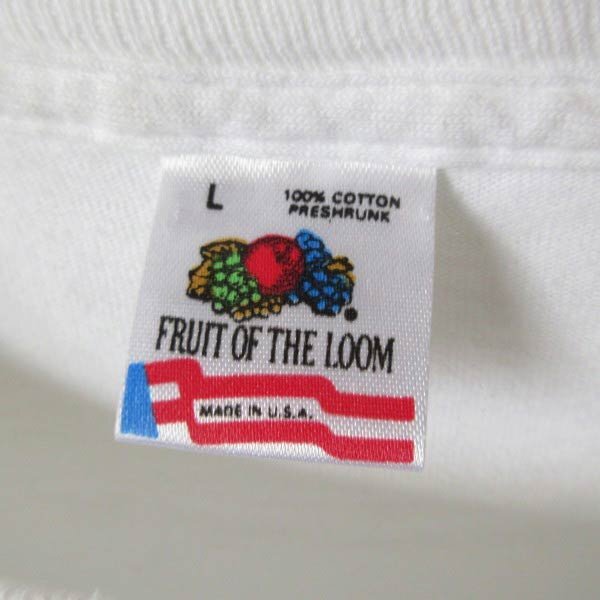 L
100% COTTON
PRESHRUNK
®
FRUIT OF THE LOOM
MADE IN U.S.A.